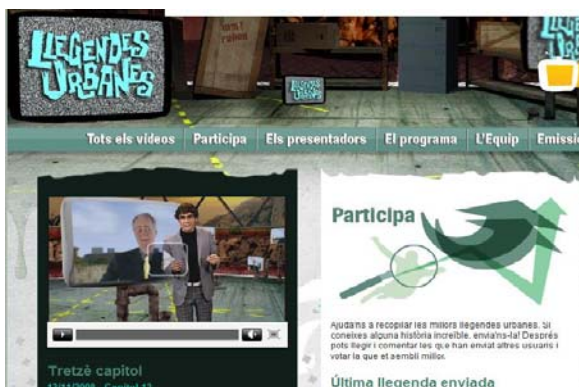 LLEGENDES
URBANES
Tots els vídeos Participa Els presentadors El programa L'Equip
Participa
Ajuda'ns a recopilar les millors llegendes urbanes. Si
coneixes alguna història increïble, envia'ns-la! Després
pots llegir i comentar les que han enviat altres usuaris i
votar la que et sembli millor.
Tretzè capítol
Última llegenda enviada